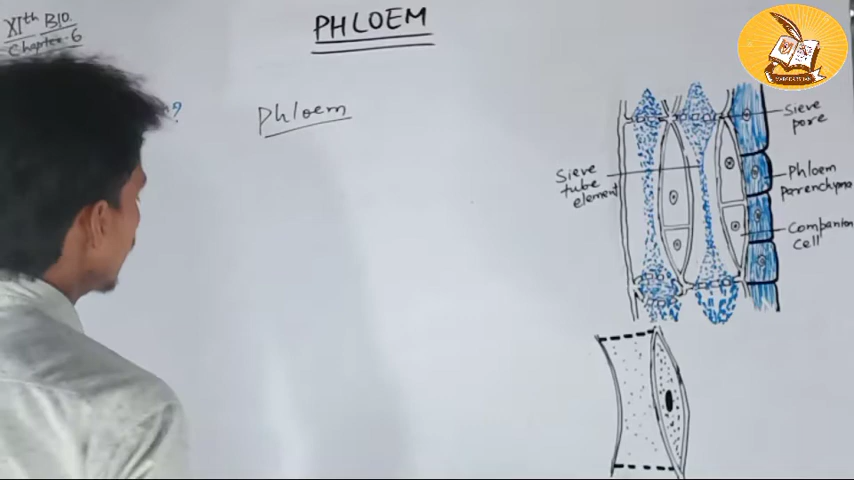 XIth BIO.
Chapter-6
PHLOEM
?
Phloem
Sieve
pore
Sieve
tube
element
Phloem
parenchyma
Companion
cell